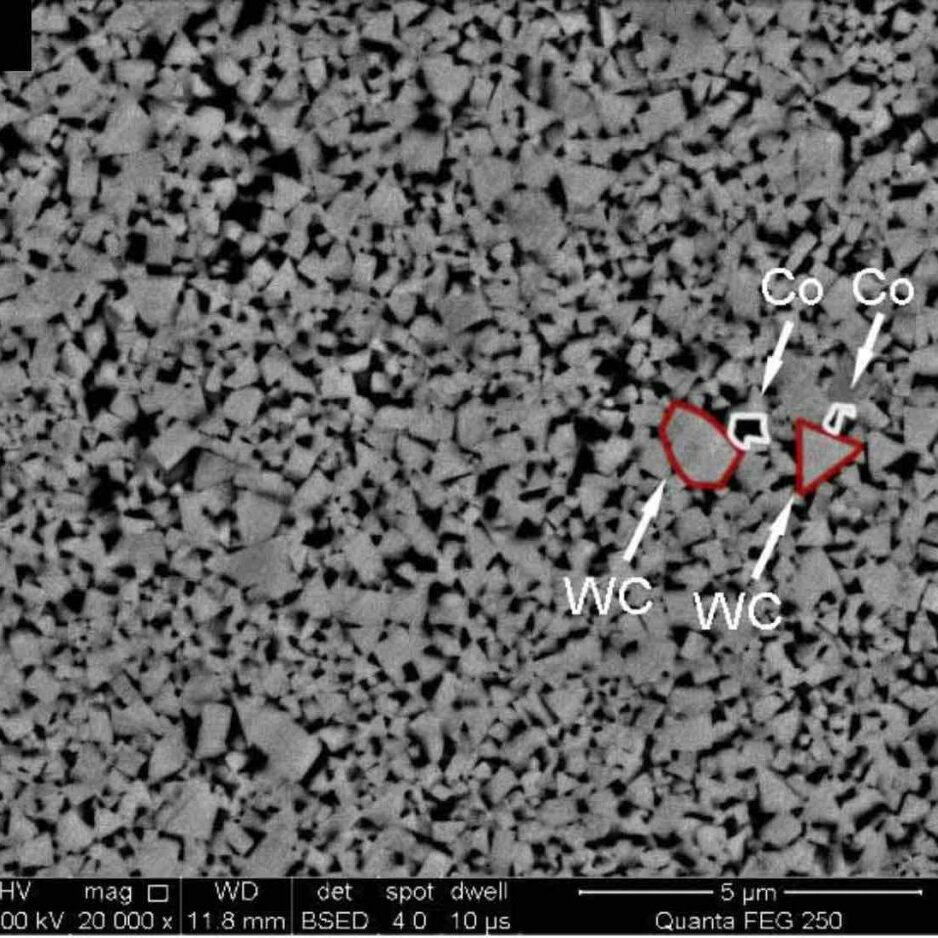 Co Co
WC WC
HV mag □ WD det spot dwell 5 µm
00 kV 20 000 x 11.8 mm BSED 4.0 10 µs Quanta FEG 250